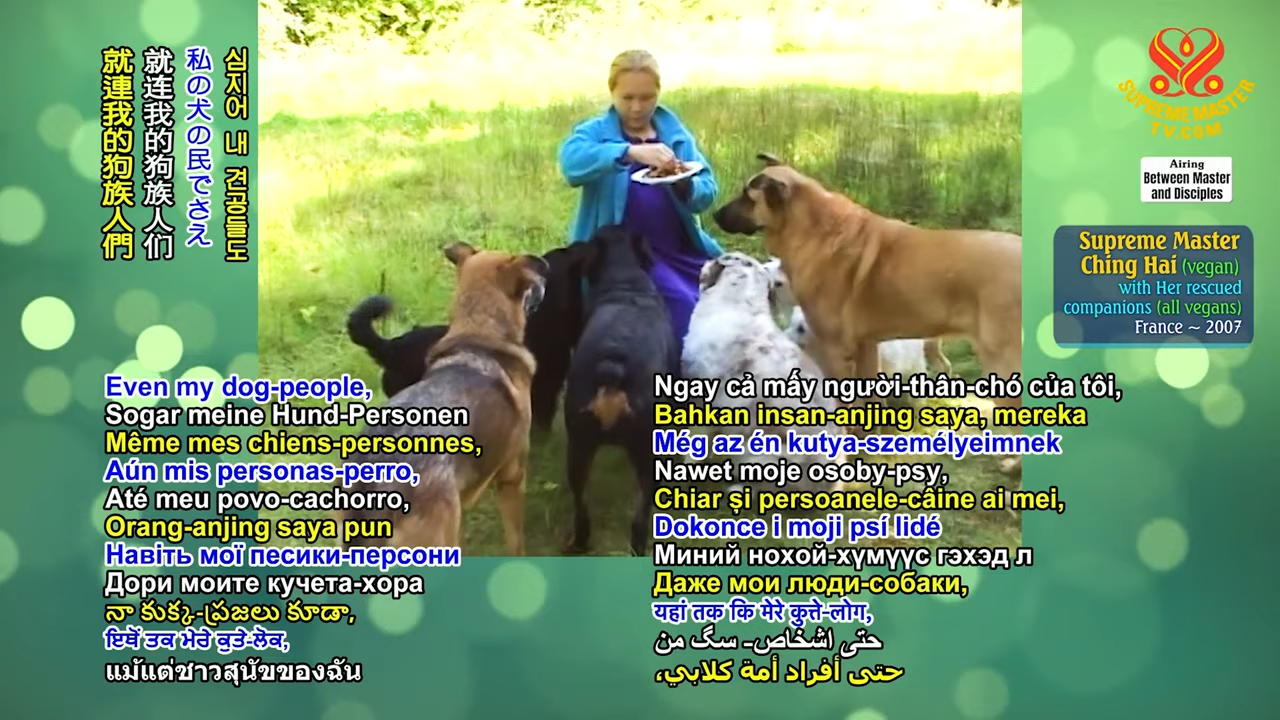 심지어 내 견공들도
私の犬の民でさえ
就连我的狗族人们
就連我的狗族人們
SUPREME MASTER
TV.COM
Airing
Between Master
and Disciples
Supreme Master
Ching Hai (vegan)
with Her rescued
companions (all vegans)
France ~ 2007
Even my dog-people,
Sogar meine Hund-Personen
Même mes chiens-personnes,
Aún mis personas-perro,
Até meu povo-cachorro,
Orang-anjing saya pun
Навіть мої песики-персони
Дори моите кучета-хора
నా కుక్క-ప్రజలు కూడా,
ਇਥੋਂ ਤਕ ਮੇਰੇ ਕੁਤੇ-ਲੋਕ,
แม้แต่ชาวสุนัขของฉัน
Ngay cả mấy người-thân-chó của tôi,
Bahkan insan-anjing saya, mereka
Még az én kutya-személyeimnek
Nawet moje osoby-psy,
Chiar și persoanele-câine ai mei,
Dokonce i moji psí lidé
Миний нохой-хүмүүс гэхэд л
Даже мои люди-собаки,
यहां तक कि मेरे कुत्ते-लोग,
حتی اشخاص- سگ من
حتى أفراد أمة كلابي،